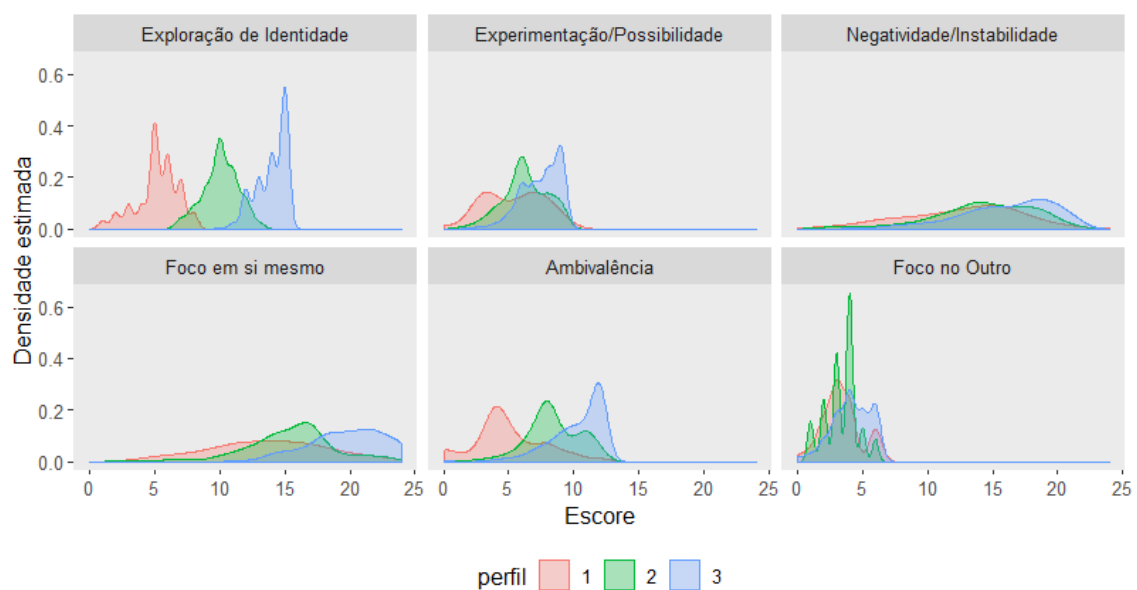 Exploração de Identidade
Experimentação/Possibilidade
Negatividade/Instabilidade
0.6
0.4
0.2
0.0
Foco em si mesmo
Ambivalência
Foco no Outro
0.6
0.4
0.2
0.0
0 5 10 15 20 25
0 5 10 15 20 25
0 5 10 15 20 25
Densidade estimada
Escore
perfil 1 2 3